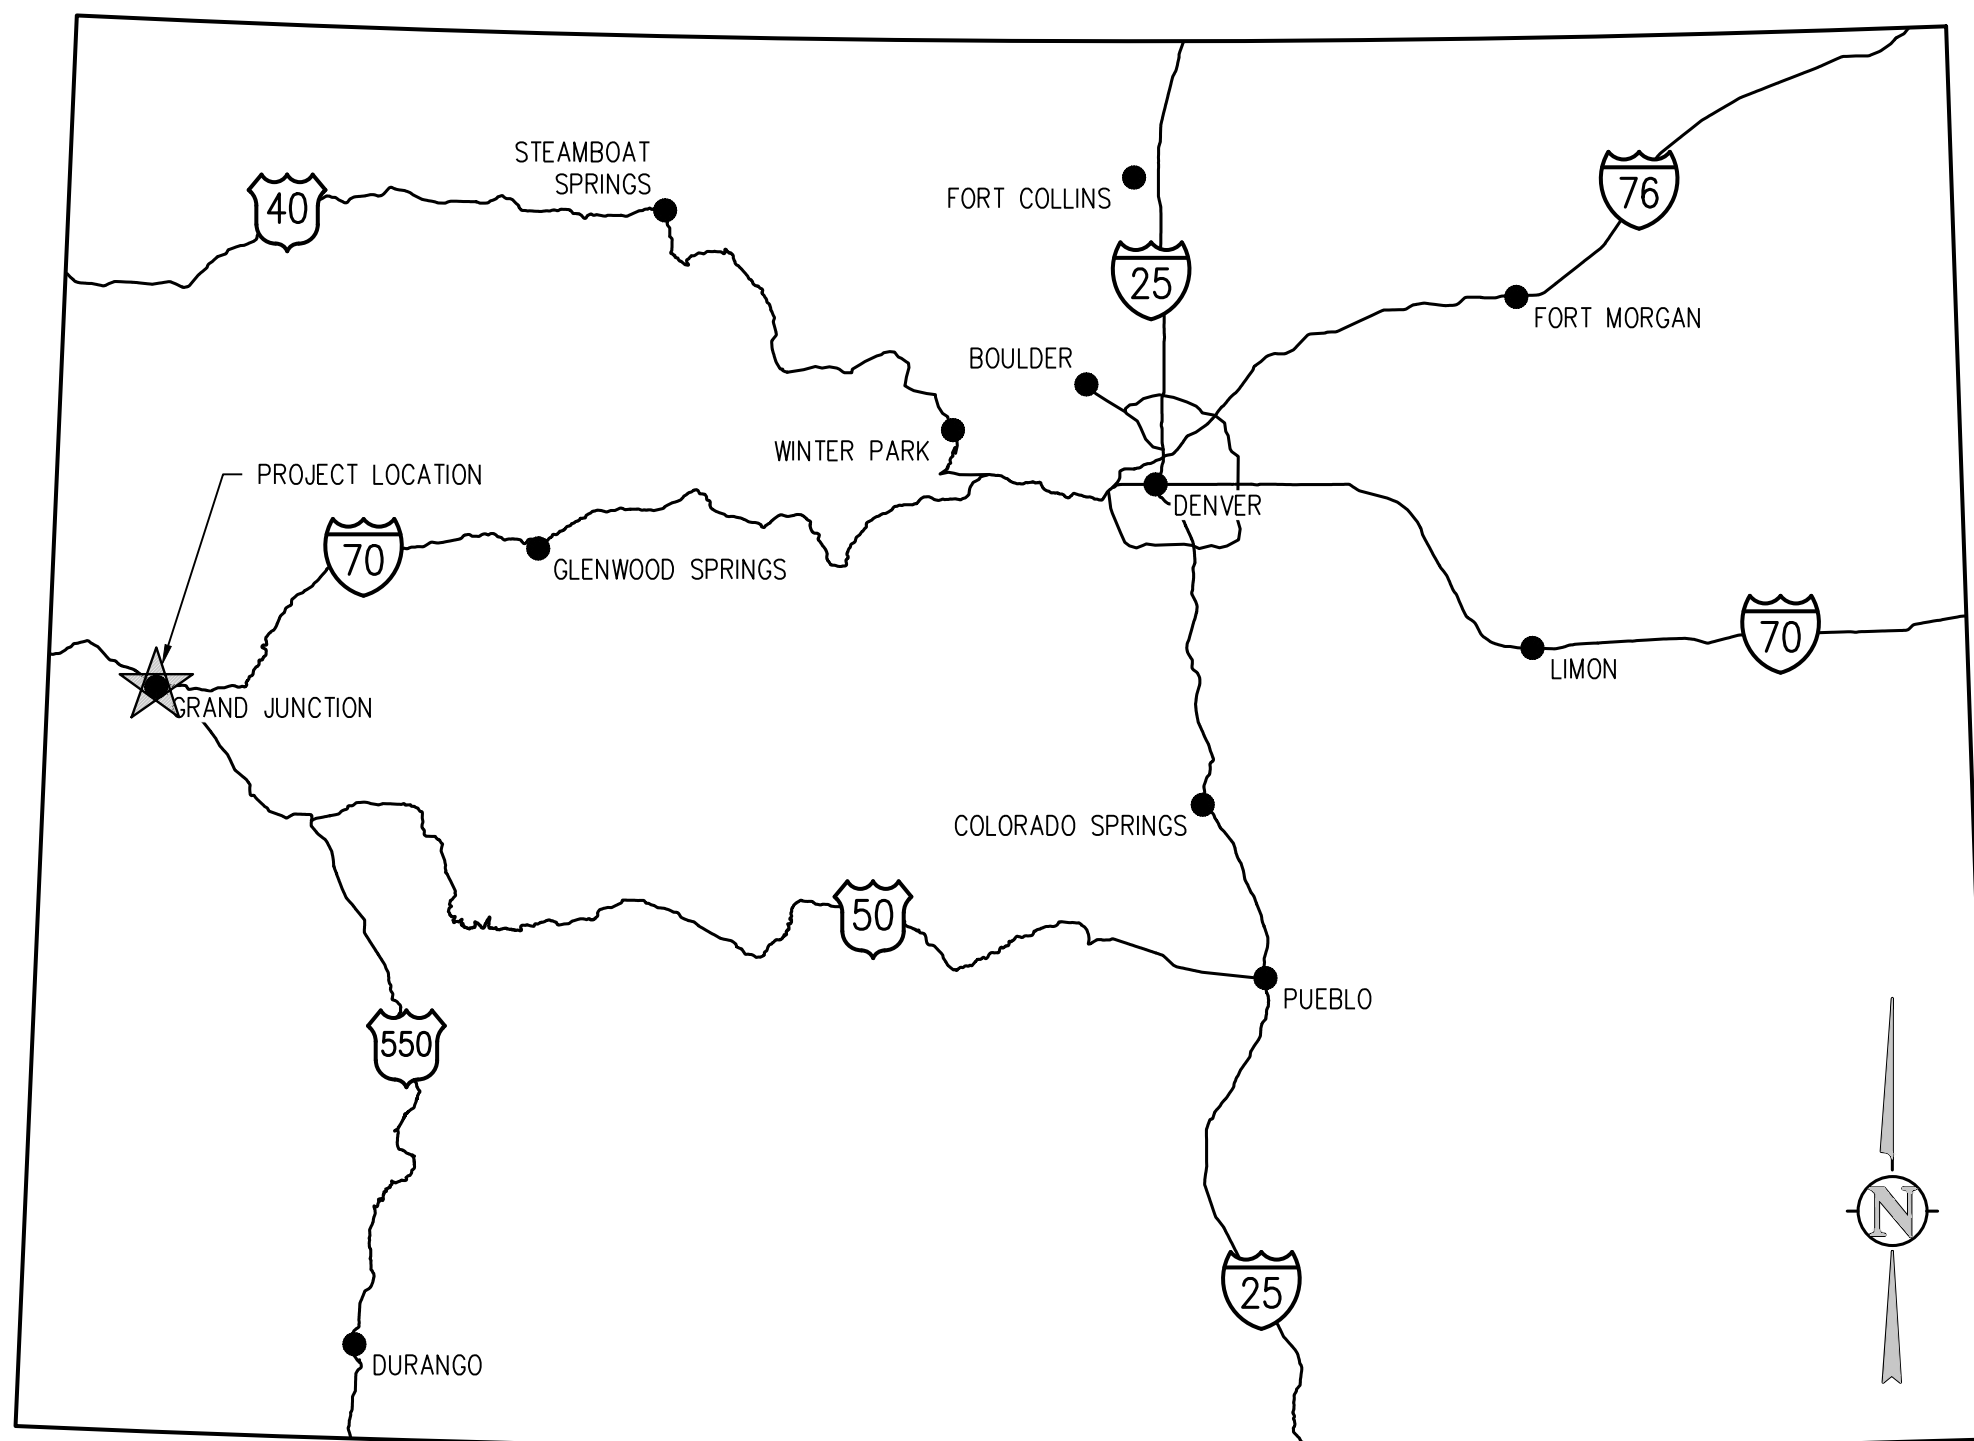 STEAMBOAT
SPRINGS
40
FORT COLLINS
76
25
FORT MORGAN
BOULDER
WINTER PARK
PROJECT LOCATION
DENVER
70
GLENWOOD SPRINGS
70
LIMON
GRAND JUNCTION
COLORADO SPRINGS
50
PUEBLO
550
N
25
DURANGO